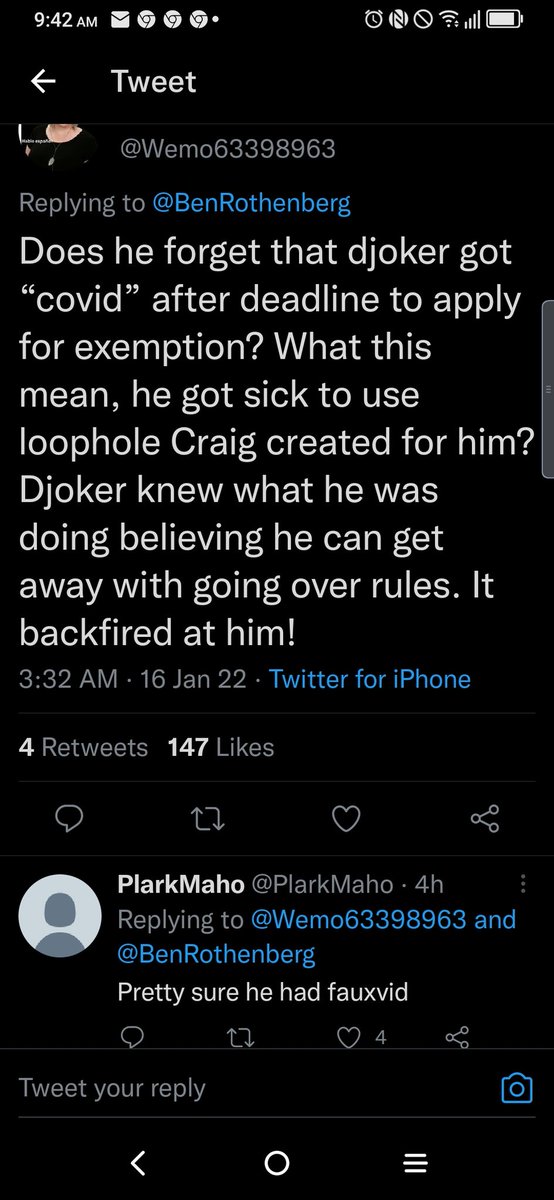 9:42 AM
Tweet
Hablo español
@Wemo63398963
Replying to @BenRothenberg
Does he forget that djoker got
“covid” after deadline to apply
for exemption? What this
mean, he got sick to use
loophole Craig created for him?
Djoker knew what he was
doing believing he can get
away with going over rules. It
backfired at him!
3:32 AM · 16 Jan 22 · Twitter for iPhone
4 Retweets 147 Likes
PlarkMaho @PlarkMaho · 4h
Replying to @Wemo63398963 and
@BenRothenberg
Pretty sure he had fauxvid
4
Tweet your reply